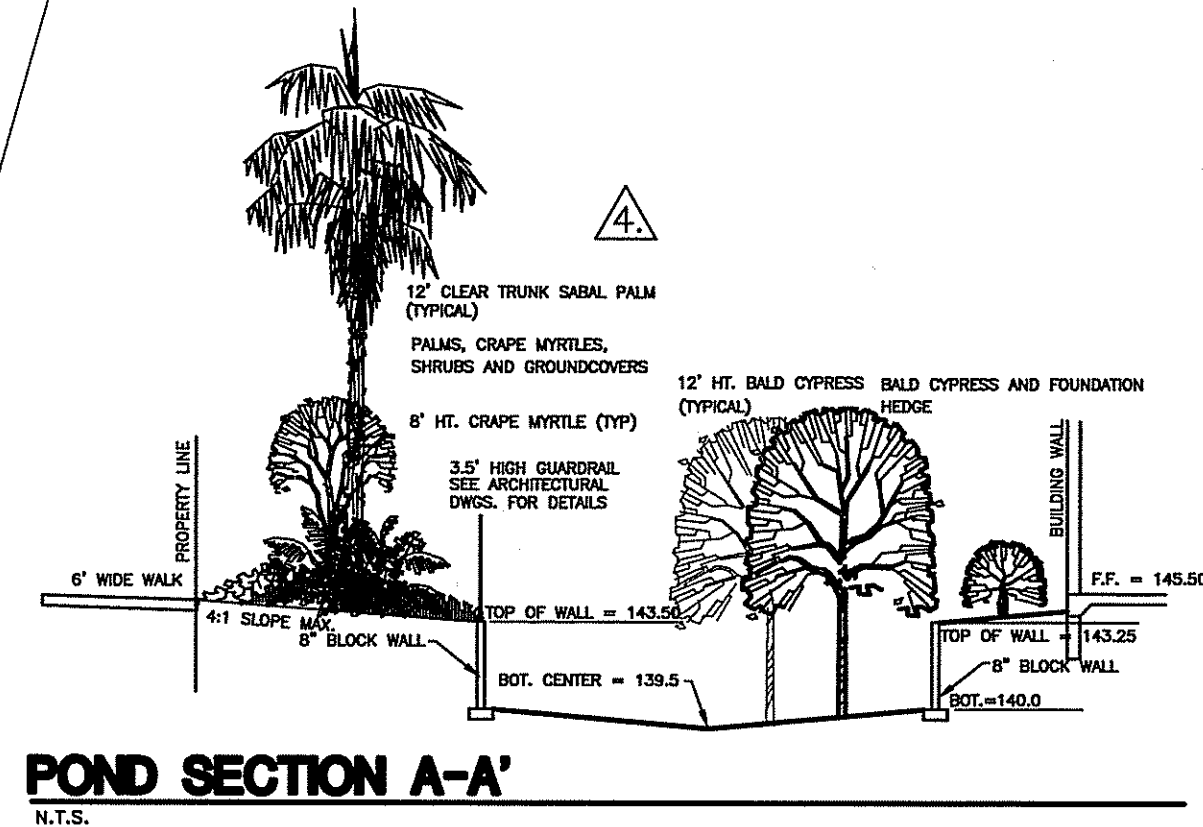 4.
12' CLEAR TRUNK SABAL PALM
(TYPICAL)
PALMS, CRAPE MYRTLES,
SHRUBS AND GROUNDCOVERS
12' HT. BALD CYPRESS
(TYPICAL)
BALD CYPRESS AND FOUNDATION
HEDGE
8' HT. CRAPE MYRTLE (TYP)
3.5' HIGH GUARDRAIL
SEE ARCHITECTURAL
DWGS. FOR DETAILS
PROPERTY LINE
BUILDING WALL
6' WIDE WALK
F.F. = 145.50
4:1 SLOPE MAX.
TOP OF WALL = 143.50
8" BLOCK WALL
TOP OF WALL = 143.25
8" BLOCK WALL
BOT. CENTER = 139.5
BOT.=140.0
POND SECTION A-A'
N.T.S.